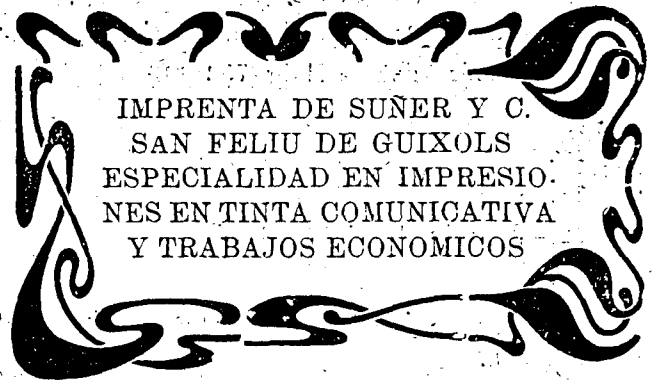 IMPRENTA DE SUÑER Y C.
SAN FELIU DE GUIXOLS
ESPECIALIDAD EN IMPRESIO-
NES EN TINTA COMUNICATIVA
Y TRABAJOS ECONOMICOS